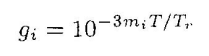 g_i = 10^{-3m_i T/T_r}